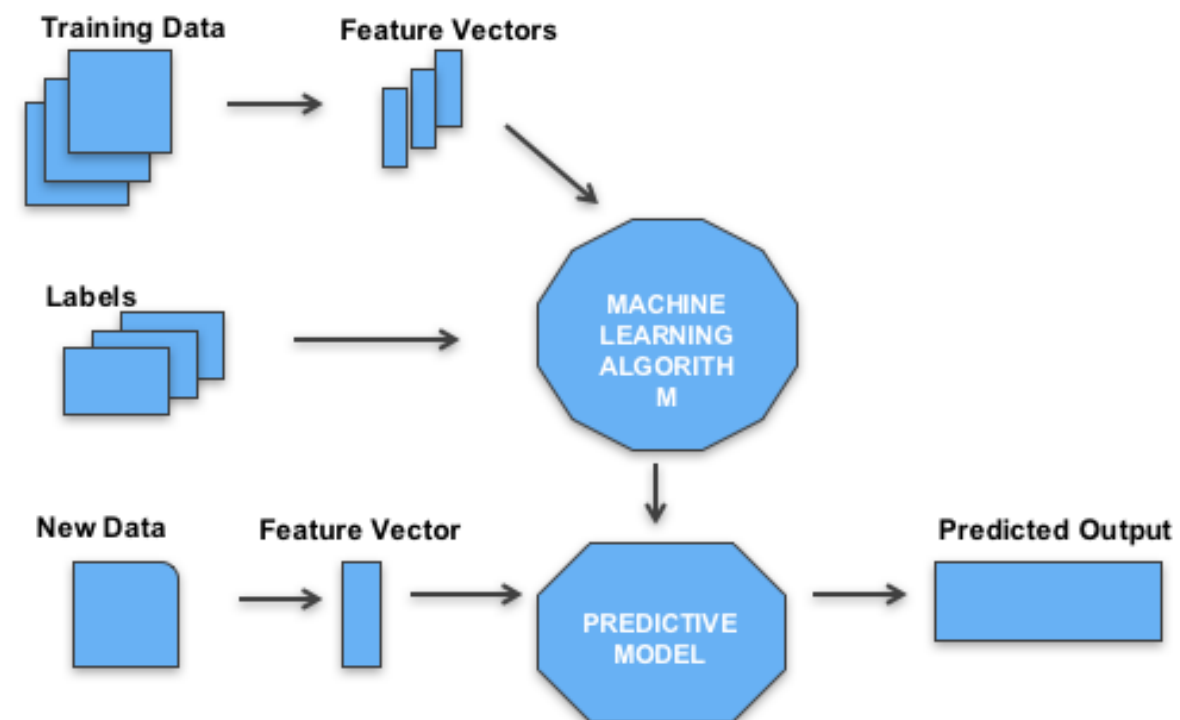 Training Data
Feature Vectors
Labels
MACHINE
LEARNING
ALGORITH
M
New Data
Feature Vector
PREDICTIVE
MODEL
Predicted Output